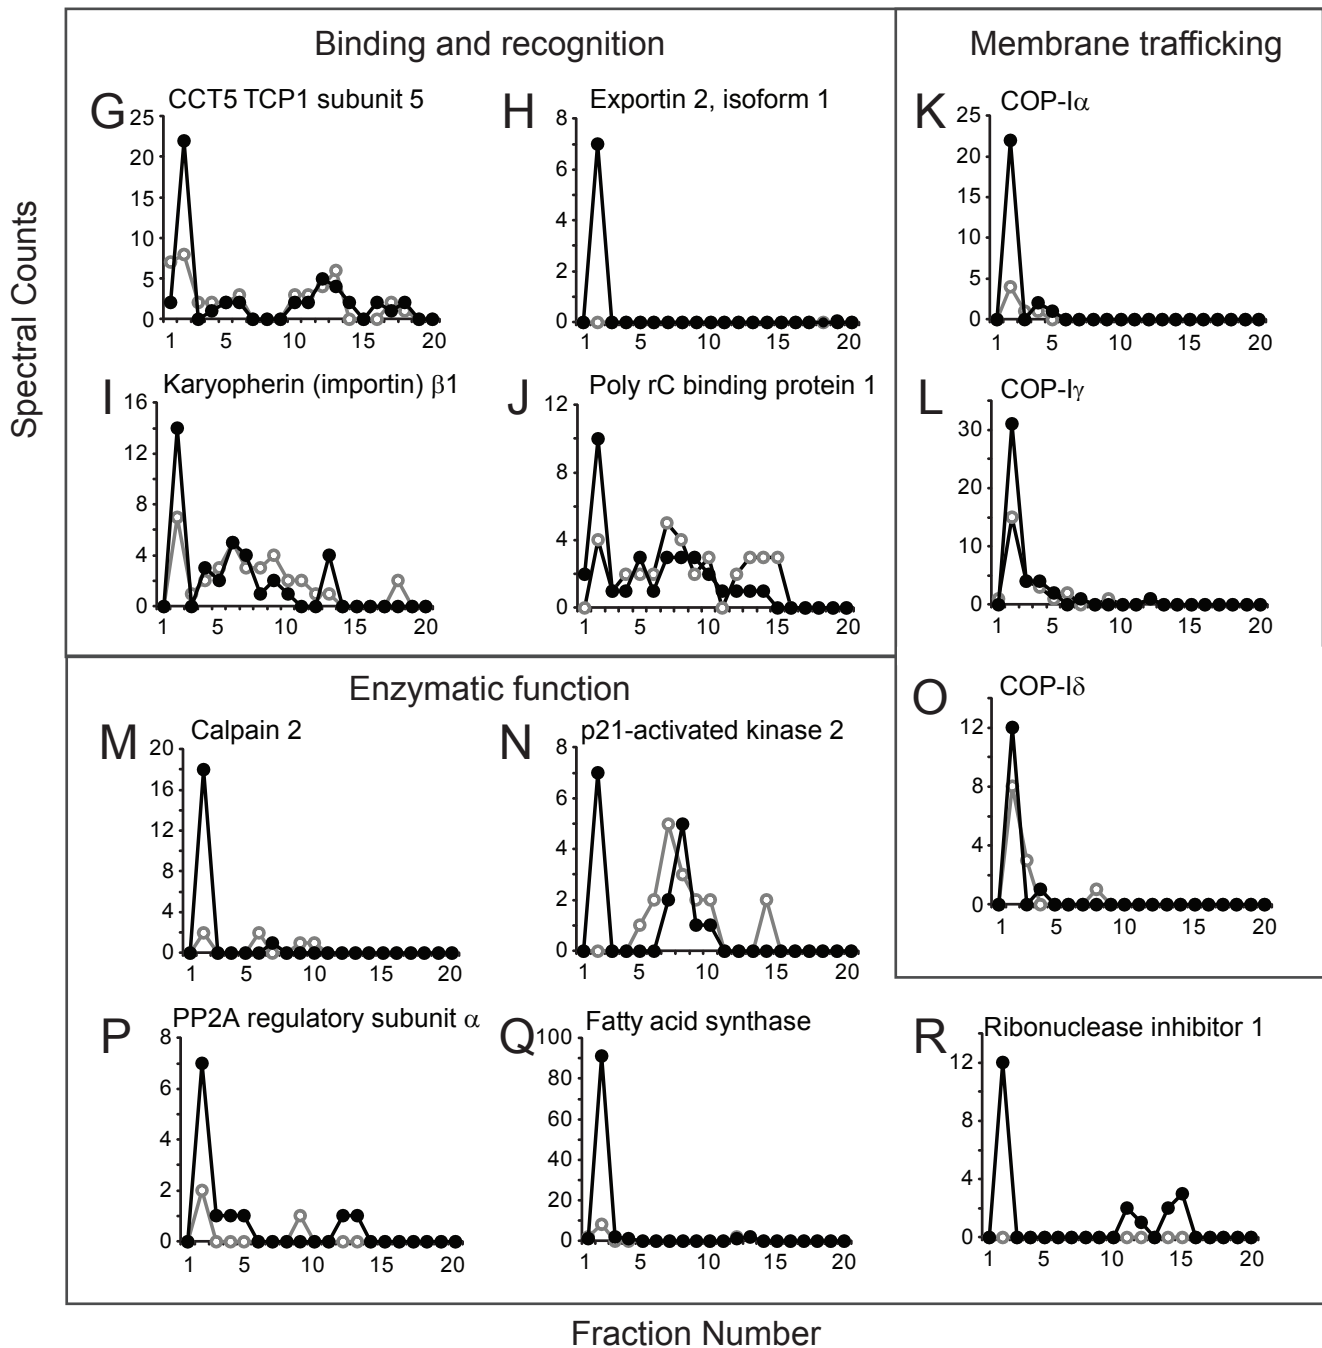 Binding and recognition
Membrane trafficking
Spectral Counts
G
CCT5 TCP1 subunit 5
25
20
15
10
5
0
1 5 10 15 20
H
Exportin 2, isoform 1
8
6
4
2
0
1 5 10 15 20
K
COP-Iα
25
20
15
10
5
0
1 5 10 15 20
I
Karyopherin (importin) β1
16
12
8
4
0
1 5 10 15 20
J
Poly rC binding protein 1
12
8
4
0
1 5 10 15 20
L
COP-Iγ
30
20
10
0
1 5 10 15 20
Enzymatic function
M
Calpain 2
20
16
12
8
4
0
1 5 10 15 20
N
p21-activated kinase 2
8
6
4
2
0
1 5 10 15 20
O
COP-Iδ
12
8
4
0
1 5 10 15 20
P
PP2A regulatory subunit α
8
6
4
2
0
1 5 10 15 20
Q
Fatty acid synthase
100
80
60
40
20
0
1 5 10 15 20
R
Ribonuclease inhibitor 1
12
8
4
0
1 5 10 15 20
Fraction Number